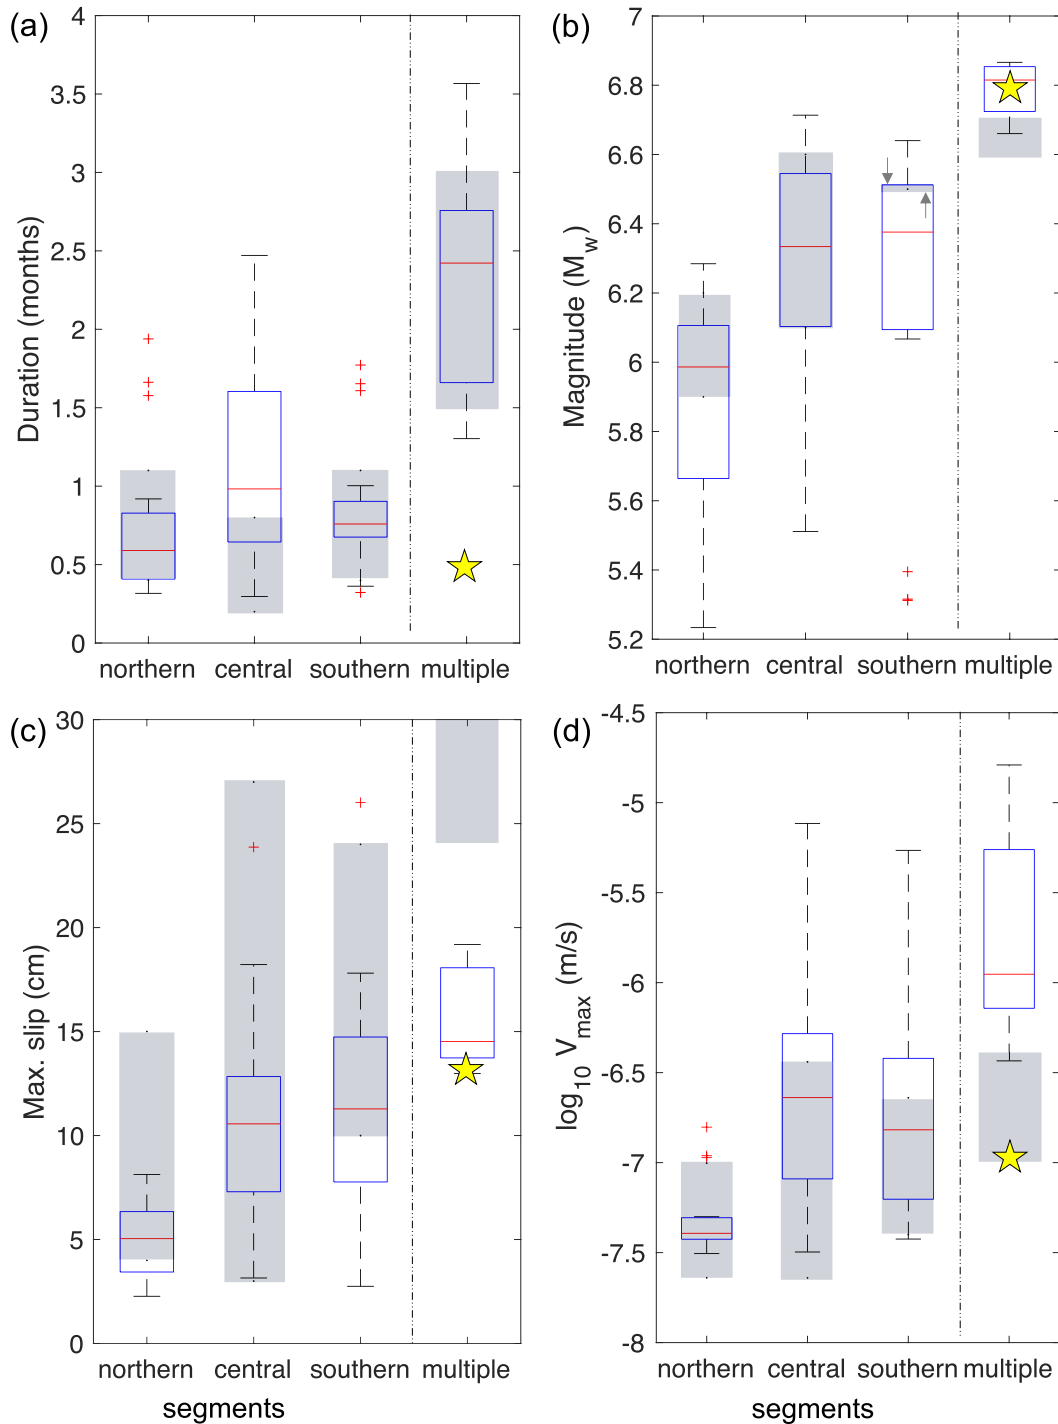 (a)
4
3.5
3
2.5
2
1.5
1
0.5
0
Duration (months)
northern central southern multiple
(b)
7
6.8
6.6
6.4
6.2
6
5.8
5.6
5.4
5.2
Magnitude (M_w)
northern central southern multiple
(c)
30
25
20
15
10
5
0
Max. slip (cm)
northern central southern multiple
segments
(d)
-4.5
-5
-5.5
-6
-6.5
-7
-7.5
-8
log_10 V_max (m/s)
northern central southern multiple
segments